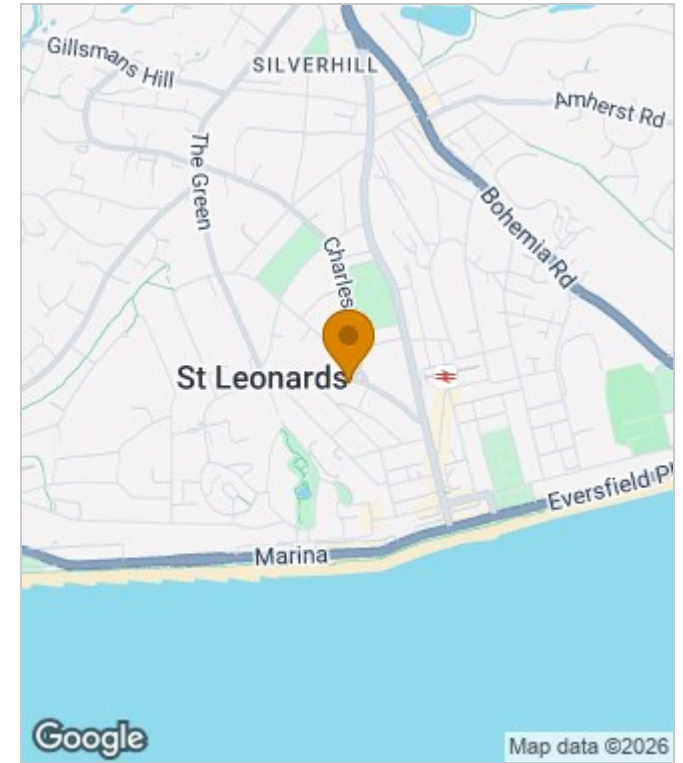 Gillsmans Hill
SILVERHILL
Amherst Rd
The Green
Bohemia Rd
Charles
St Leonards
Eversfield Pl
Marina
Google
Map data ©2026